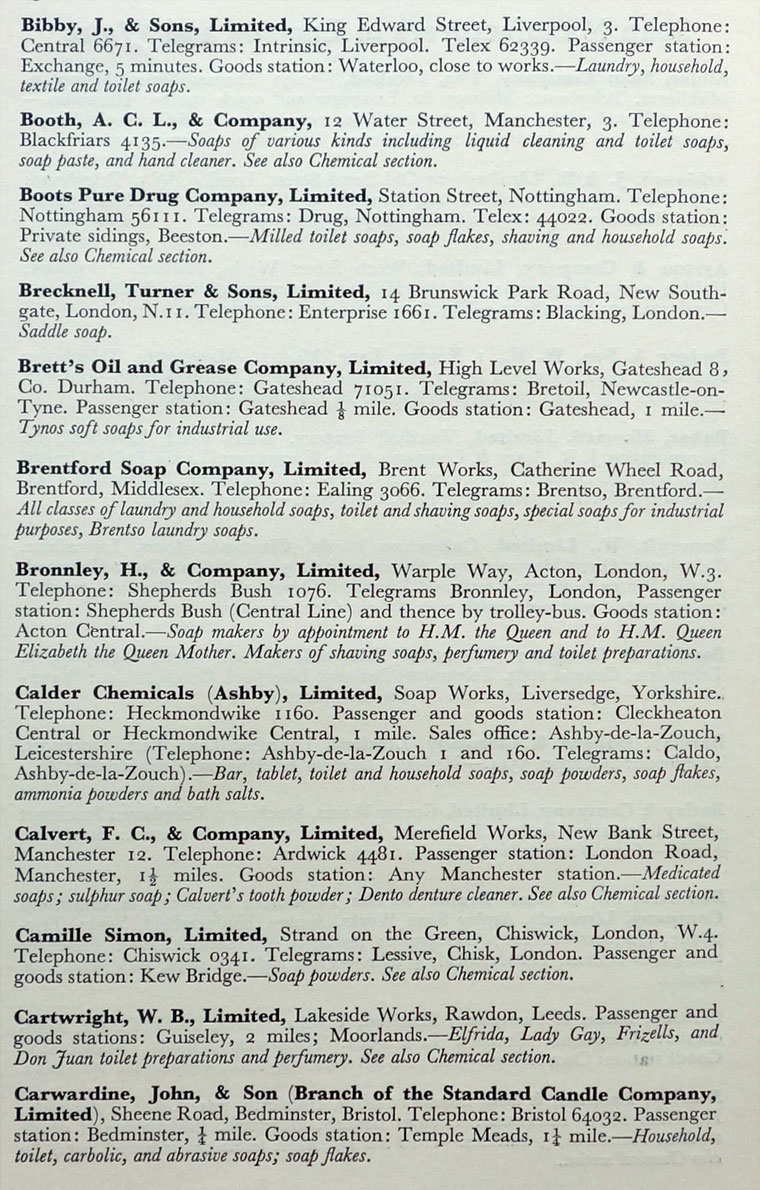 Bibby, J., & Sons, Limited, King Edward Street, Liverpool, 3. Telephone:
Central 6671. Telegrams: Intrinsic, Liverpool. Telex 62339. Passenger station:
Exchange, 5 minutes. Goods station: Waterloo, close to works.—Laundry, household,
textile and toilet soaps.
Booth, A. C. L., & Company, 12 Water Street, Manchester, 3. Telephone:
Blackfriars 4135.—Soaps of various kinds including liquid cleaning and toilet soaps,
soap paste, and hand cleaner. See also Chemical section.
Boots Pure Drug Company, Limited, Station Street, Nottingham. Telephone:
Nottingham 56111. Telegrams: Drug, Nottingham. Telex: 44022. Goods station:
Private sidings, Beeston.—Milled toilet soaps, soap flakes, shaving and household soaps.
See also Chemical section.
Brecknell, Turner & Sons, Limited, 14 Brunswick Park Road, New South-
gate, London, N.11. Telephone: Enterprise 1661. Telegrams: Blacking, London.—
Saddle soap.
Brett's Oil and Grease Company, Limited, High Level Works, Gateshead 8,
Co. Durham. Telephone: Gateshead 71051. Telegrams: Bretoil, Newcastle-on-
Tyne. Passenger station: Gateshead ⅛ mile. Goods station: Gateshead, 1 mile.—
Tynos soft soaps for industrial use.
Brentford Soap Company, Limited, Brent Works, Catherine Wheel Road,
Brentford, Middlesex. Telephone: Ealing 3066. Telegrams: Brentso, Brentford.—
All classes of laundry and household soaps, toilet and shaving soaps, special soaps for industrial
purposes, Brentso laundry soaps.
Bronnley, H., & Company, Limited, Warple Way, Acton, London, W.3.
Telephone: Shepherds Bush 1076. Telegrams Bronnley, London, Passenger
station: Shepherds Bush (Central Line) and thence by trolley-bus. Goods station:
Acton Central.—Soap makers by appointment to H.M. the Queen and to H.M. Queen
Elizabeth the Queen Mother. Makers of shaving soaps, perfumery and toilet preparations.
Calder Chemicals (Ashby), Limited, Soap Works, Liversedge, Yorkshire.
Telephone: Heckmondwike 1160. Passenger and goods station: Cleckheaton
Central or Heckmondwike Central, 1 mile. Sales office: Ashby-de-la-Zouch,
Leicestershire (Telephone: Ashby-de-la-Zouch 1 and 160. Telegrams: Caldo,
Ashby-de-la-Zouch).—Bar, tablet, toilet and household soaps, soap powders, soap flakes,
ammonia powders and bath salts.
Calvert, F. C., & Company, Limited, Merefield Works, New Bank Street,
Manchester 12. Telephone: Ardwick 4481. Passenger station: London Road,
Manchester, 1½ miles. Goods station: Any Manchester station.—Medicated
soaps; sulphur soap; Calvert's tooth powder; Dento denture cleaner. See also Chemical section.
Camille Simon, Limited, Strand on the Green, Chiswick, London, W.4.
Telephone: Chiswick 0341. Telegrams: Lessive, Chisk, London. Passenger and
goods station: Kew Bridge.—Soap powders. See also Chemical section.
Cartwright, W. B., Limited, Lakeside Works, Rawdon, Leeds. Passenger and
goods stations: Guiseley, 2 miles; Moorlands.—Elfrida, Lady Gay, Frizells, and
Don Juan toilet preparations and perfumery. See also Chemical section.
Carwardine, John, & Son (Branch of the Standard Candle Company,
Limited), Sheene Road, Bedminster, Bristol. Telephone: Bristol 64032. Passenger
station: Bedminster, ¼ mile. Goods station: Temple Meads, 1¼ mile.—Household,
toilet, carbolic, and abrasive soaps; soap flakes.